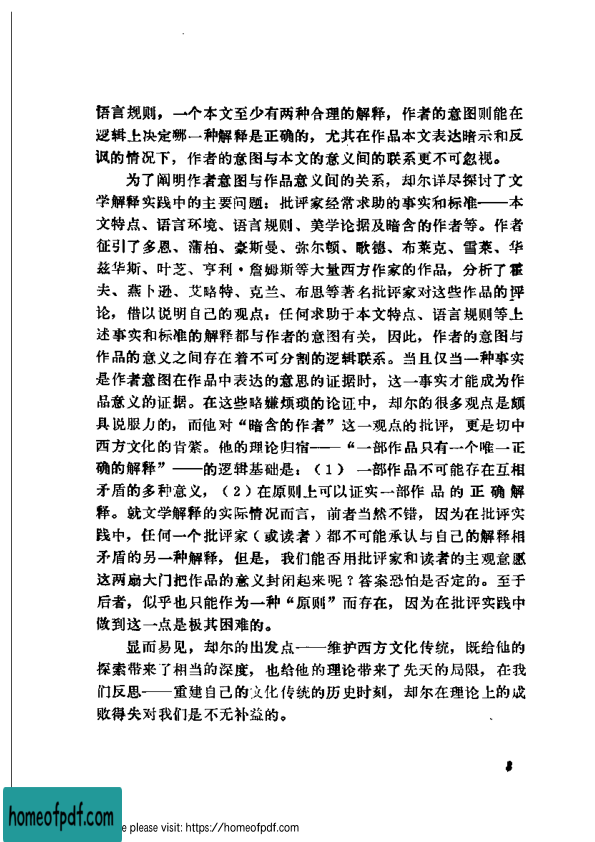 语言规则，一个本文至少有两种合理的解释，作者的意图则能在
逻辑上决定哪一种解释是正确的，尤其在作品本文表达暗示和反
讽的情况下，作者的意图与本文的意义间的联系更不可忽视。
为了阐明作者意图与作品意义间的关系，却尔详尽探讨了文
学解释实践中的主要问题：批评家经常求助的事实和标准——本
文特点、语言环境、语言规则、美学论据及暗含的作者等。作者
征引了多恩、蒲柏、豪斯曼、弥尔顿、歌德、布莱克、雪莱、华
兹华斯、叶芝、亨利·詹姆斯等大量西方作家的作品，分析了霍
夫、燕卜逊、艾略特、克兰、布思等著名批评家对这些作品的评
论，借以说明自己的观点：任何求助于本文特点、语言规则等上
述事实和标准的解释都与作者的意图有关，因此，作者的意图与
作品的意义之间存在着不可分割的逻辑联系。当且仅当一种事实
是作者意图在作品中表达的意思的证据时，这一事实才能成为作
品意义的证据。在这些略嫌烦琐的论证中，却尔的很多观点是颇
具说服力的，而他对“暗含的作者”这一观点的批评，更是切中
西方文化的肯綮。他的理论归宿——“一部作品只有一个唯一正
确的解释”——的逻辑基础是：（1） 一部作品不可能存在互相
矛盾的多种意义，（2）在原则上可以证实一部作 品 的 正 确 解
释。就文学解释的实际情况而言，前者当然不错，因为在批评实
践中，任何一个批评家（或读者）都不可能承认与自己的解释相
矛盾的另一种解释，但是，我们能否用批评家和读者的主观意愿
这两扇大门把作品的意义封闭起来呢？答案恐怕是否定的。至于
后者，似乎也只能作为一种“原则”而存在，因为在批评实践中
做到这一点是极其困难的。
显而易见，却尔的出发点——维护西方文化传统，既给他的
探索带来了相当的深度，也给他的理论带来了先天的局限，在我
们反思——重建自己的文化传统的历史时刻，却尔在理论上的成
败得失对我们是不无补益的。
homeofpdf.com
e please visit: https://homeofpdf.com